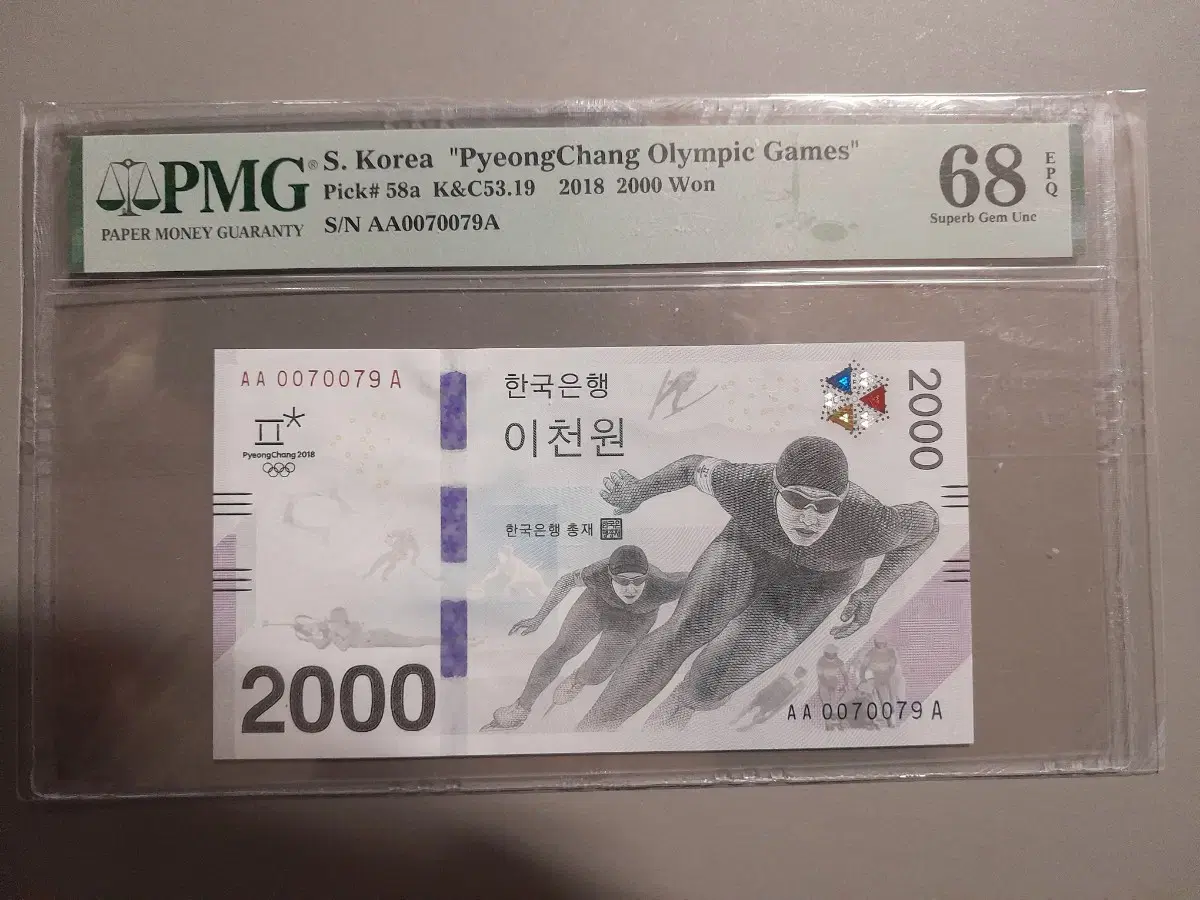 PMG®
PAPER MONEY GUARANTY
S. Korea "PyeongChang Olympic Games"
Pick# 58a K&C53.19 2018 2000 Won
S/N AA0070079A
68 EPQ
Superb Gem Unc
AA 0070079 A
PyeongChang 2018
한국은행
이천원
2000
한국은행 총재
2000
AA 0070079 A